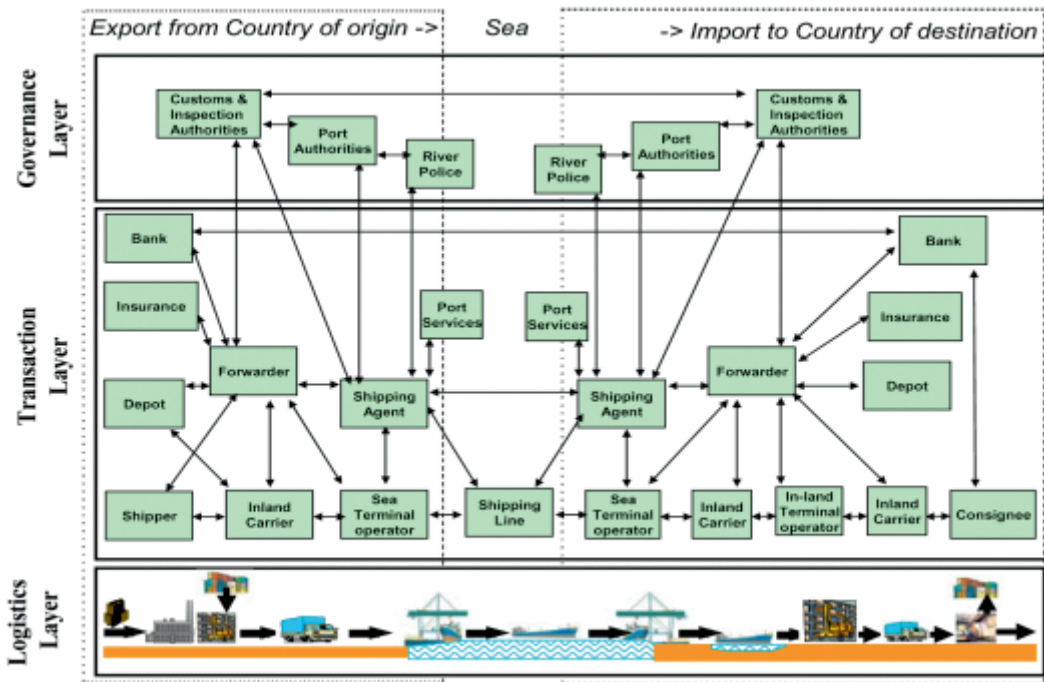 Export from Country of origin ->
Sea
-> Import to Country of destination
Governance
Layer
Customs &
Inspection
Authorities
Port
Authorities
River
Police
River
Police
Port
Authorities
Customs &
Inspection
Authorities
Transaction
Layer
Bank
Bank
Insurance
Port
Services
Port
Services
Insurance
Forwarder
Forwarder
Depot
Shipping
Agent
Shipping
Agent
Depot
Shipper
Inland
Carrier
Sea
Terminal
operator
Shipping
Line
Sea
Terminal
operator
Inland
Carrier
In-land
Terminal
operator
Inland
Carrier
Consignee
Logistics
Layer